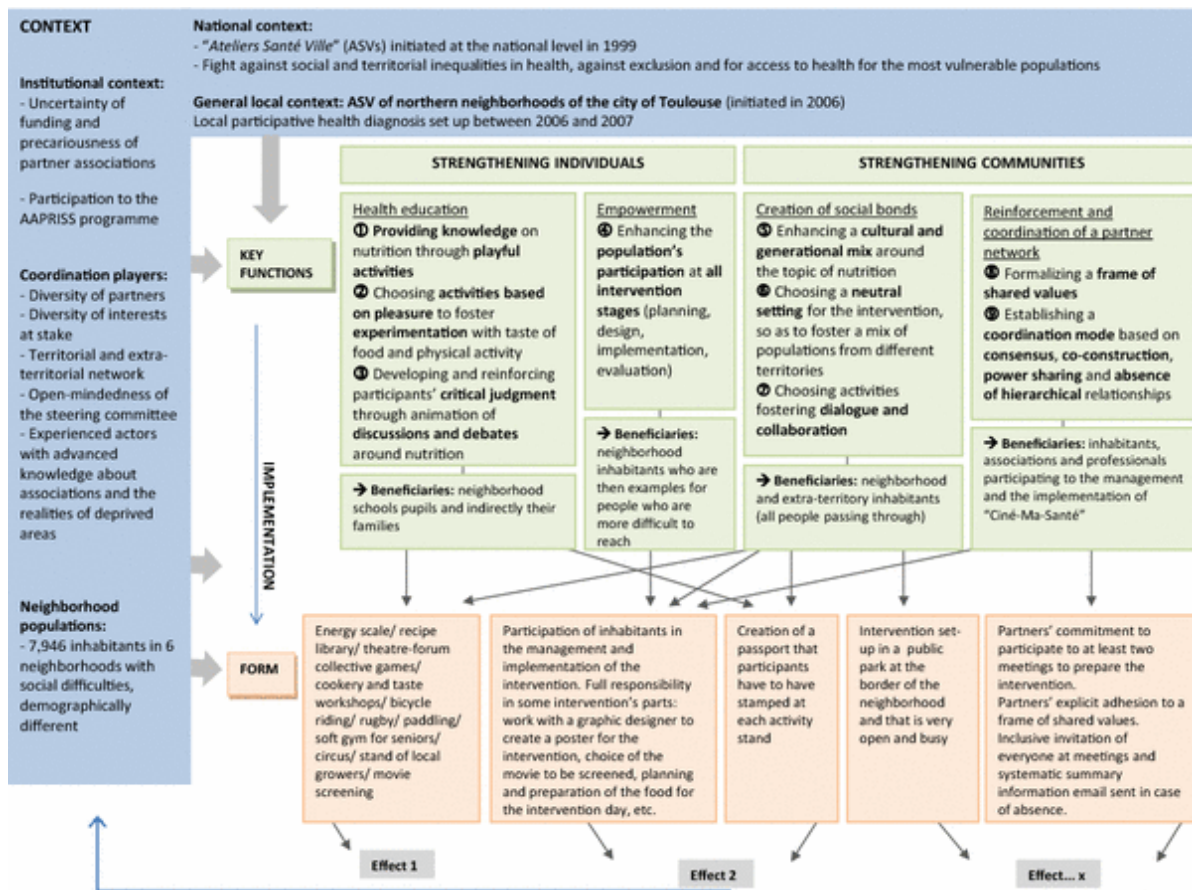 CONTEXT
Institutional context:
- Uncertainty of
funding and
precariousness of
partner associations
- Participation to the
AAPRISS programme
Coordination players:
- Diversity of partners
- Diversity of interests
at stake
- Territorial and extra-
territorial network
- Open-mindedness of
the steering committee
- Experienced actors
with advanced
knowledge about
associations and the
realities of deprived
areas
Neighborhood
populations:
- 7,946 inhabitants in 6
neighborhoods with
social difficulties,
demographically
different
National context:
- "Ateliers Santé Ville" (ASVs) initiated at the national level in 1999
- Fight against social and territorial inequalities in health, against exclusion and for access to health for the most vulnerable populations
General local context: ASV of northern neighborhoods of the city of Toulouse (initiated in 2006)
Local participative health diagnosis set up between 2006 and 2007
KEY
FUNCTIONS
IMPLEMENTATION
FORM
STRENGTHENING INDIVIDUALS
STRENGTHENING COMMUNITIES
Health education
① Providing knowledge on
nutrition through playful
activities
② Choosing activities based
on pleasure to foster
experimentation with taste of
food and physical activity
③ Developing and reinforcing
participants' critical judgment
through animation of
discussions and debates
around nutrition
→ Beneficiaries: neighborhood
schools pupils and indirectly their
families
Empowerment
④ Enhancing the
population's
participation at all
intervention
stages (planning,
design,
implementation,
evaluation)
→ Beneficiaries:
neighborhood
inhabitants who are
then examples for
people who are
more difficult to
reach
Creation of social bonds
⑤ Enhancing a cultural and
generational mix around
the topic of nutrition
⑥ Choosing a neutral
setting for the intervention,
so as to foster a mix of
populations from different
territories
⑦ Choosing activities
fostering dialogue and
collaboration
→ Beneficiaries: neighborhood
and extra-territory inhabitants
(all people passing through)
Reinforcement and
coordination of a partner
network
⑧ Formalizing a frame of
shared values
⑨ Establishing a
coordination mode based on
consensus, co-construction,
power sharing and absence
of hierarchical relationships
→ Beneficiaries: inhabitants,
associations and professionals
participating to the management
and the implementation of
"Ciné-Ma-Santé"
Energy scale/ recipe
library/ theatre-forum
collective games/
cookery and taste
workshops/ bicycle
riding/ rugby/ paddling/
soft gym for seniors/
circus/ stand of local
growers/ movie
screening
Participation of inhabitants in
the management and
implementation of the
intervention. Full responsibility
in some intervention's parts:
work with a graphic designer to
create a poster for the
intervention, choice of the
movie to be screened, planning
and preparation of the food for
the intervention day, etc.
Creation of a
passport that
participants
have to have
stamped at
each activity
stand
Intervention set-
up in a public
park at the
border of the
neighborhood
and that is very
open and busy
Partners' commitment to
participate to at least two
meetings to prepare the
intervention.
Partners' explicit adhesion to a
frame of shared values.
Inclusive invitation of
everyone at meetings and
systematic summary
information email sent in case
of absence.
Effect 1
Effect 2
Effect... x